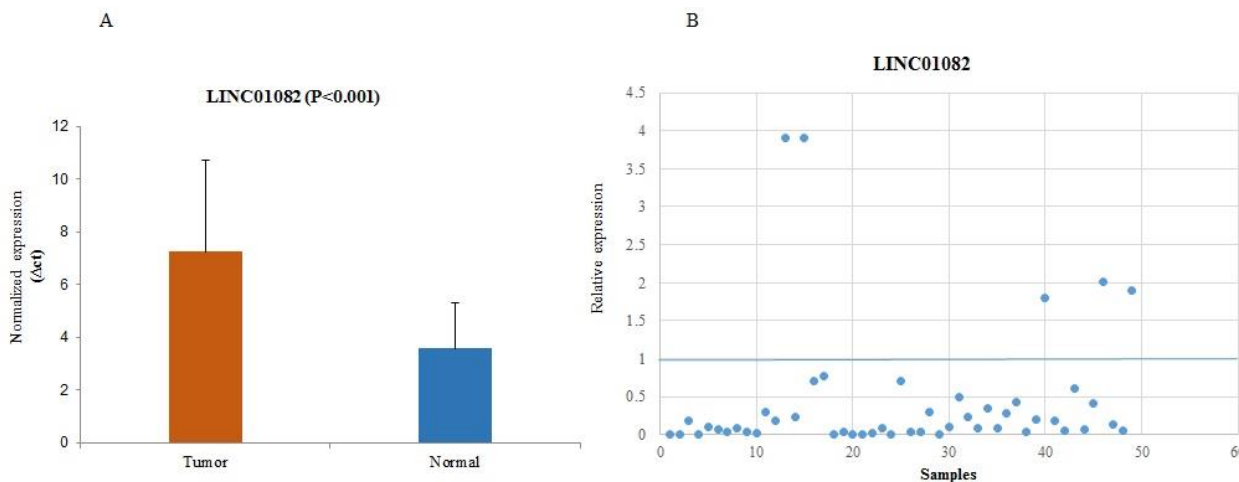 A
LINC01082 (P<0.001)
Normalized expression
(Δct)
12
10
8
6
4
2
0
Tumor
Normal
B
LINC01082
Relative expression
4.5
4
3.5
3
2.5
2
1.5
1
0.5
0
0
10
20
30
40
50
60
Samples